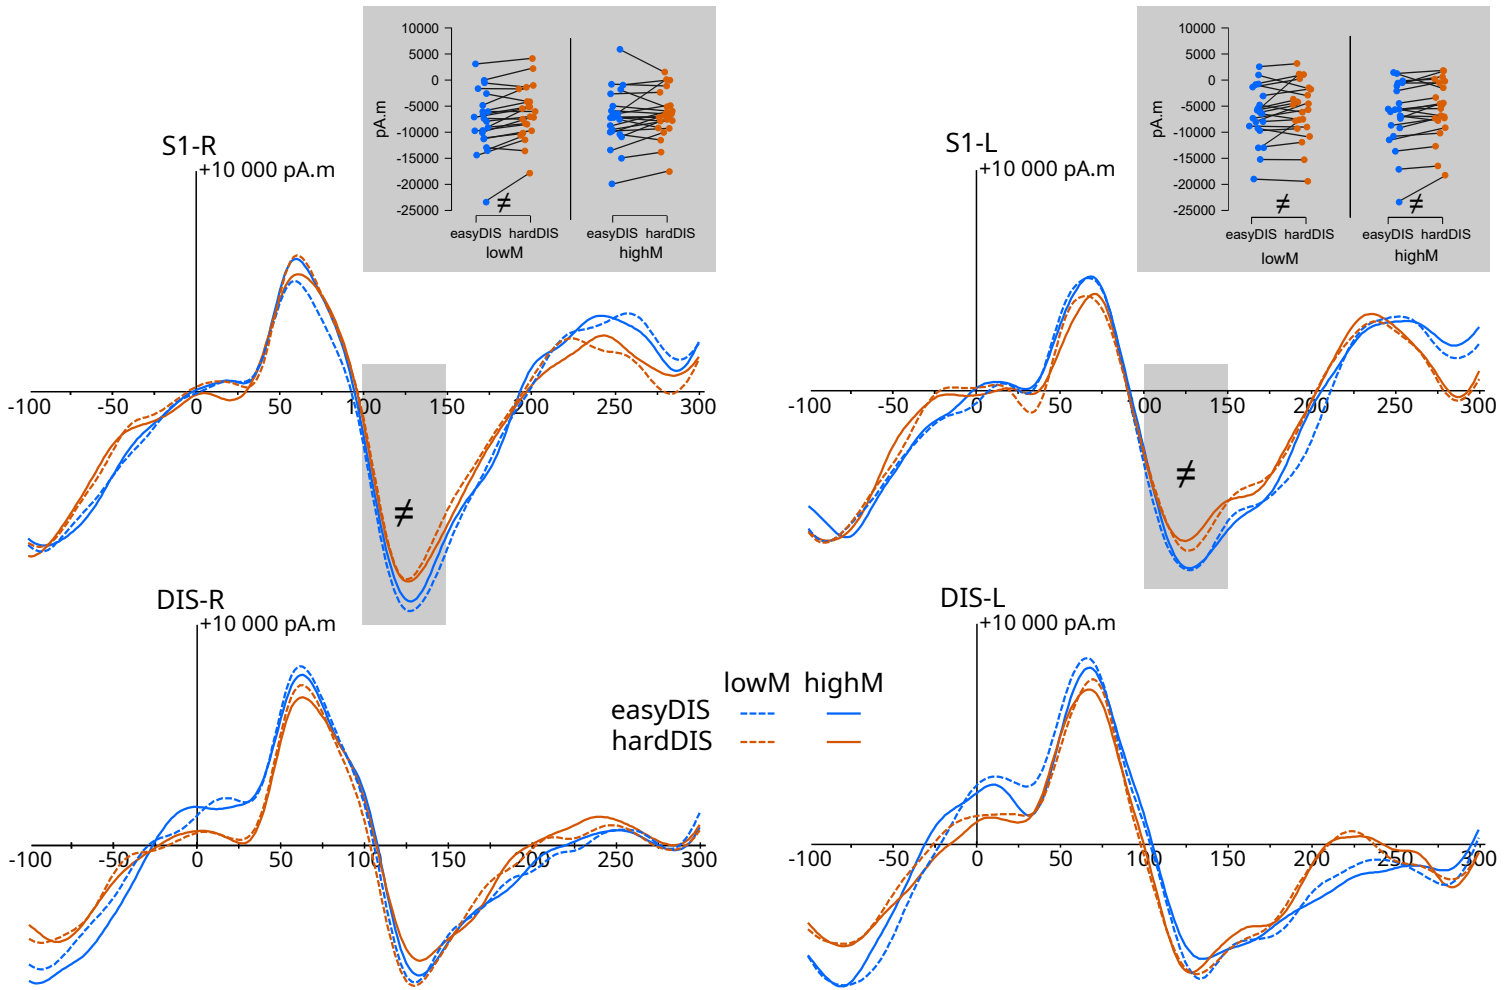 10000
5000
0
-5000
-10000
-15000
-20000
-25000
pA.m
≠
easyDIS hardDIS easyDIS hardDIS
lowM highM
10000
5000
0
-5000
-10000
-15000
-20000
-25000
pA.m
≠ ≠
easyDIS hardDIS easyDIS hardDIS
lowM highM
S1-R
+10 000 pA.m
-100 -50 0 50 100 150 200 250 300
≠
S1-L
+10 000 pA.m
-100 -50 0 50 100 150 200 250 300
≠
DIS-R
+10 000 pA.m
-100 -50 0 50 100 150 200 250 300
DIS-L
+10 000 pA.m
-100 -50 0 50 100 150 200 250 300
lowM highM
easyDIS
hardDIS